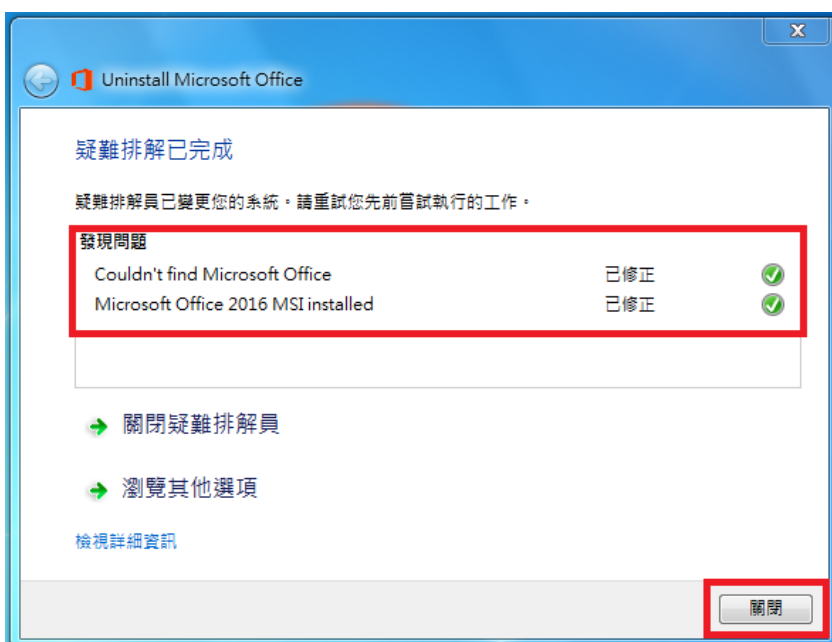 Uninstall Microsoft Office
疑難排解已完成
疑難排解員已變更您的系統。請重試您先前嘗試執行的工作。
發現問題
Couldn't find Microsoft Office 已修正
Microsoft Office 2016 MSI installed 已修正
關閉疑難排解員
瀏覽其他選項
檢視詳細資訊
關閉